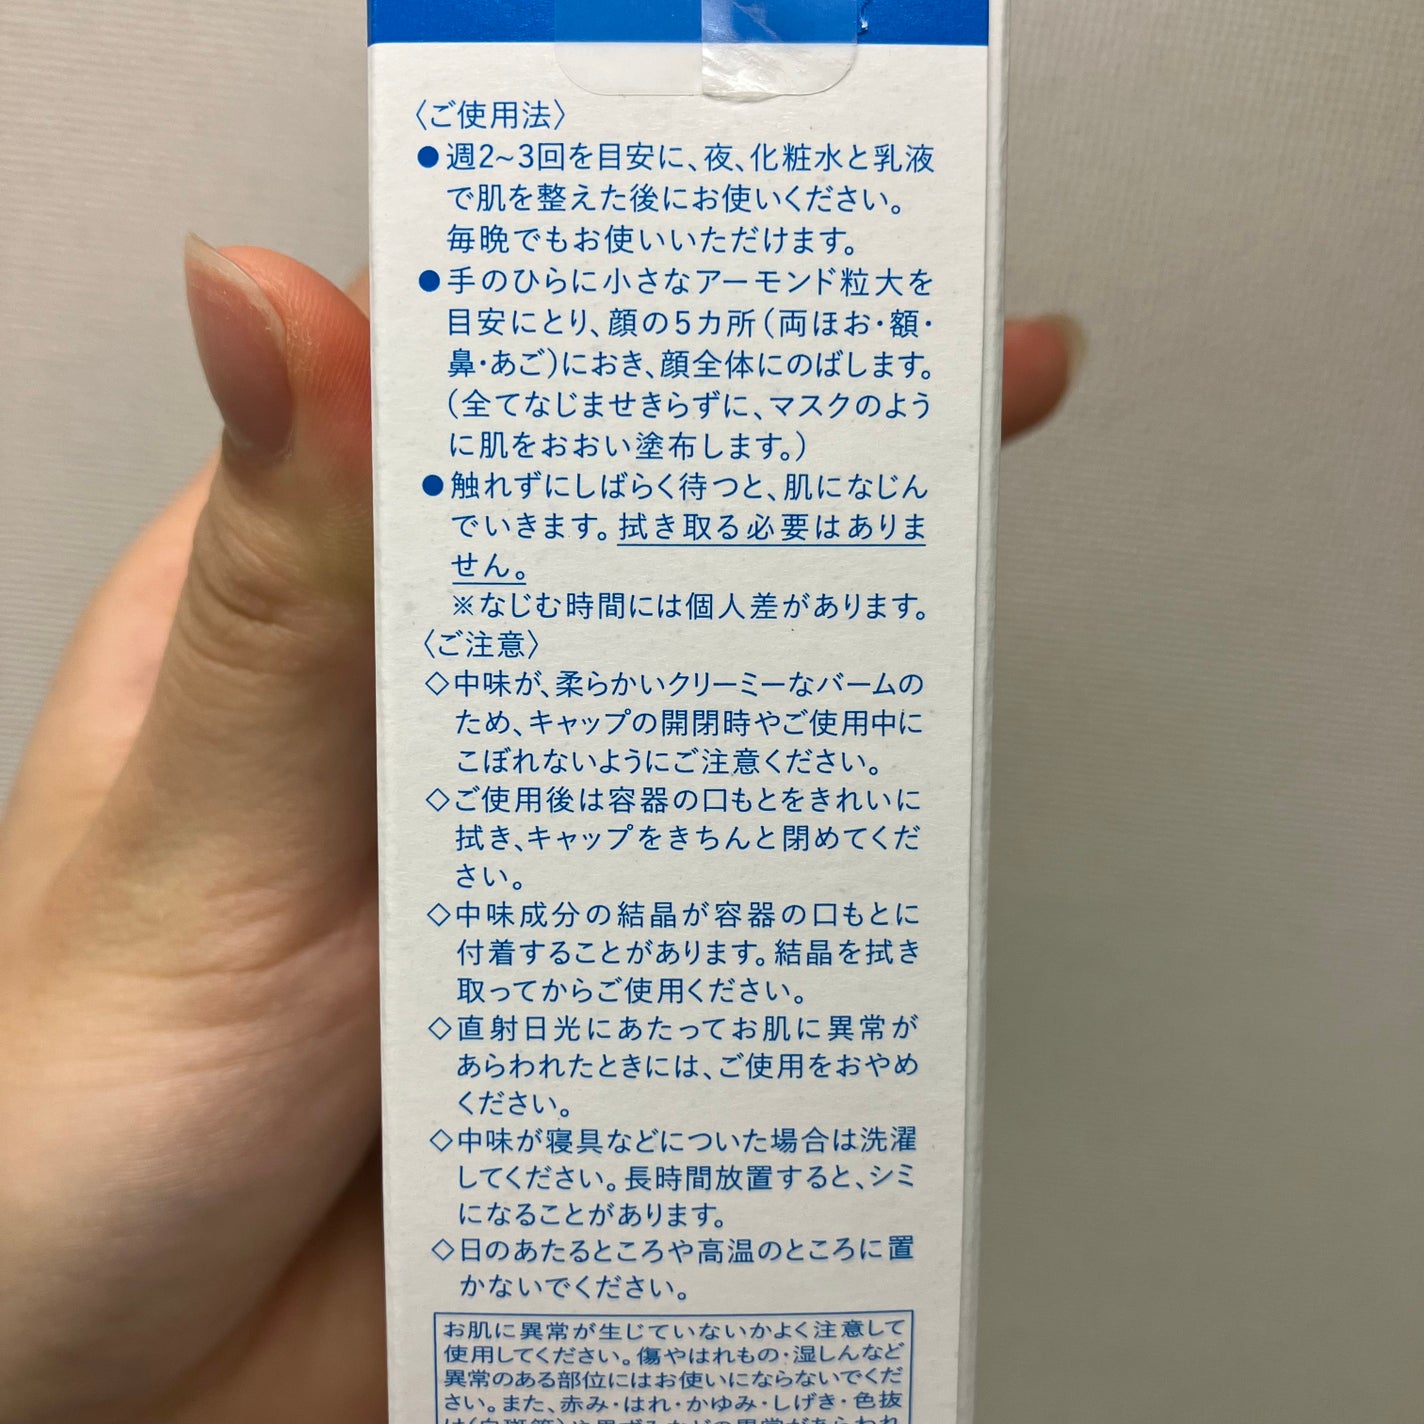 〈ご使用法〉
●週2~3回を目安に、夜、化粧水と乳液
で肌を整えた後にお使いください。
毎晩でもお使いいただけます。
●手のひらに小さなアーモンド粒大を
目安にとり、顔の5カ所(両ほお・額・
鼻・あご)におき、顔全体にのばします。
(全てなじませきらずに、マスクのよう
に肌をおおい塗布します。)
●触れずにしばらく待つと、肌になじん
でいきます。拭き取る必要はありま
せん。
※なじむ時間には個人差があります。
〈ご注意〉
◇中味が、柔らかいクリーミーなバームの
ため、キャップの開閉時やご使用中に
こぼれないようにご注意ください。
◇ご使用後は容器の口もとをきれいに
拭き、キャップをきちんと閉めてくだ
さい。
◇中味成分の結晶が容器の口もとに
付着することがあります。結晶を拭き
取ってからご使用ください。
◇直射日光にあたってお肌に異常が
あらわれたときには、ご使用をおやめ
ください。
◇中味が寝具などについた場合は洗濯
してください。長時間放置すると、シミ
になることがあります。
◇日のあたるところや高温のところに置
かないでください。
お肌に異常が生じていないかよく注意して
使用してください。傷やはれもの・湿しんなど
異常のある部位にはお使いにならないでくだ
さい。また、赤み・はれ・かゆみ・しげき・色抜